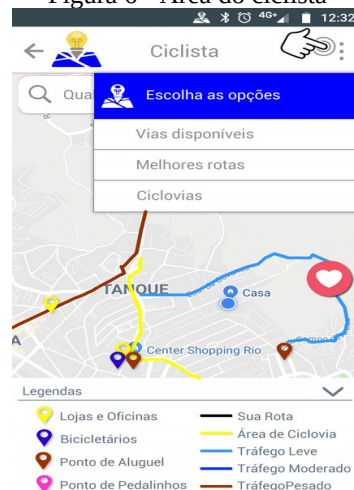 Figura 6 - Área do ciclista
4G+ 12:32
Ciclista
Qua
Escolha as opções
Vias disponíveis
Melhores rotas
Ciclovias
TANQUE
Casa
Center Shopping Rio
Legendas
Lojas e Oficinas
Sua Rota
Bicicletários
Área de Ciclovia
Ponto de Aluguel
Tráfego Leve
Ponto de Pedalinhos
Tráfego Moderado
TráfegoPesado